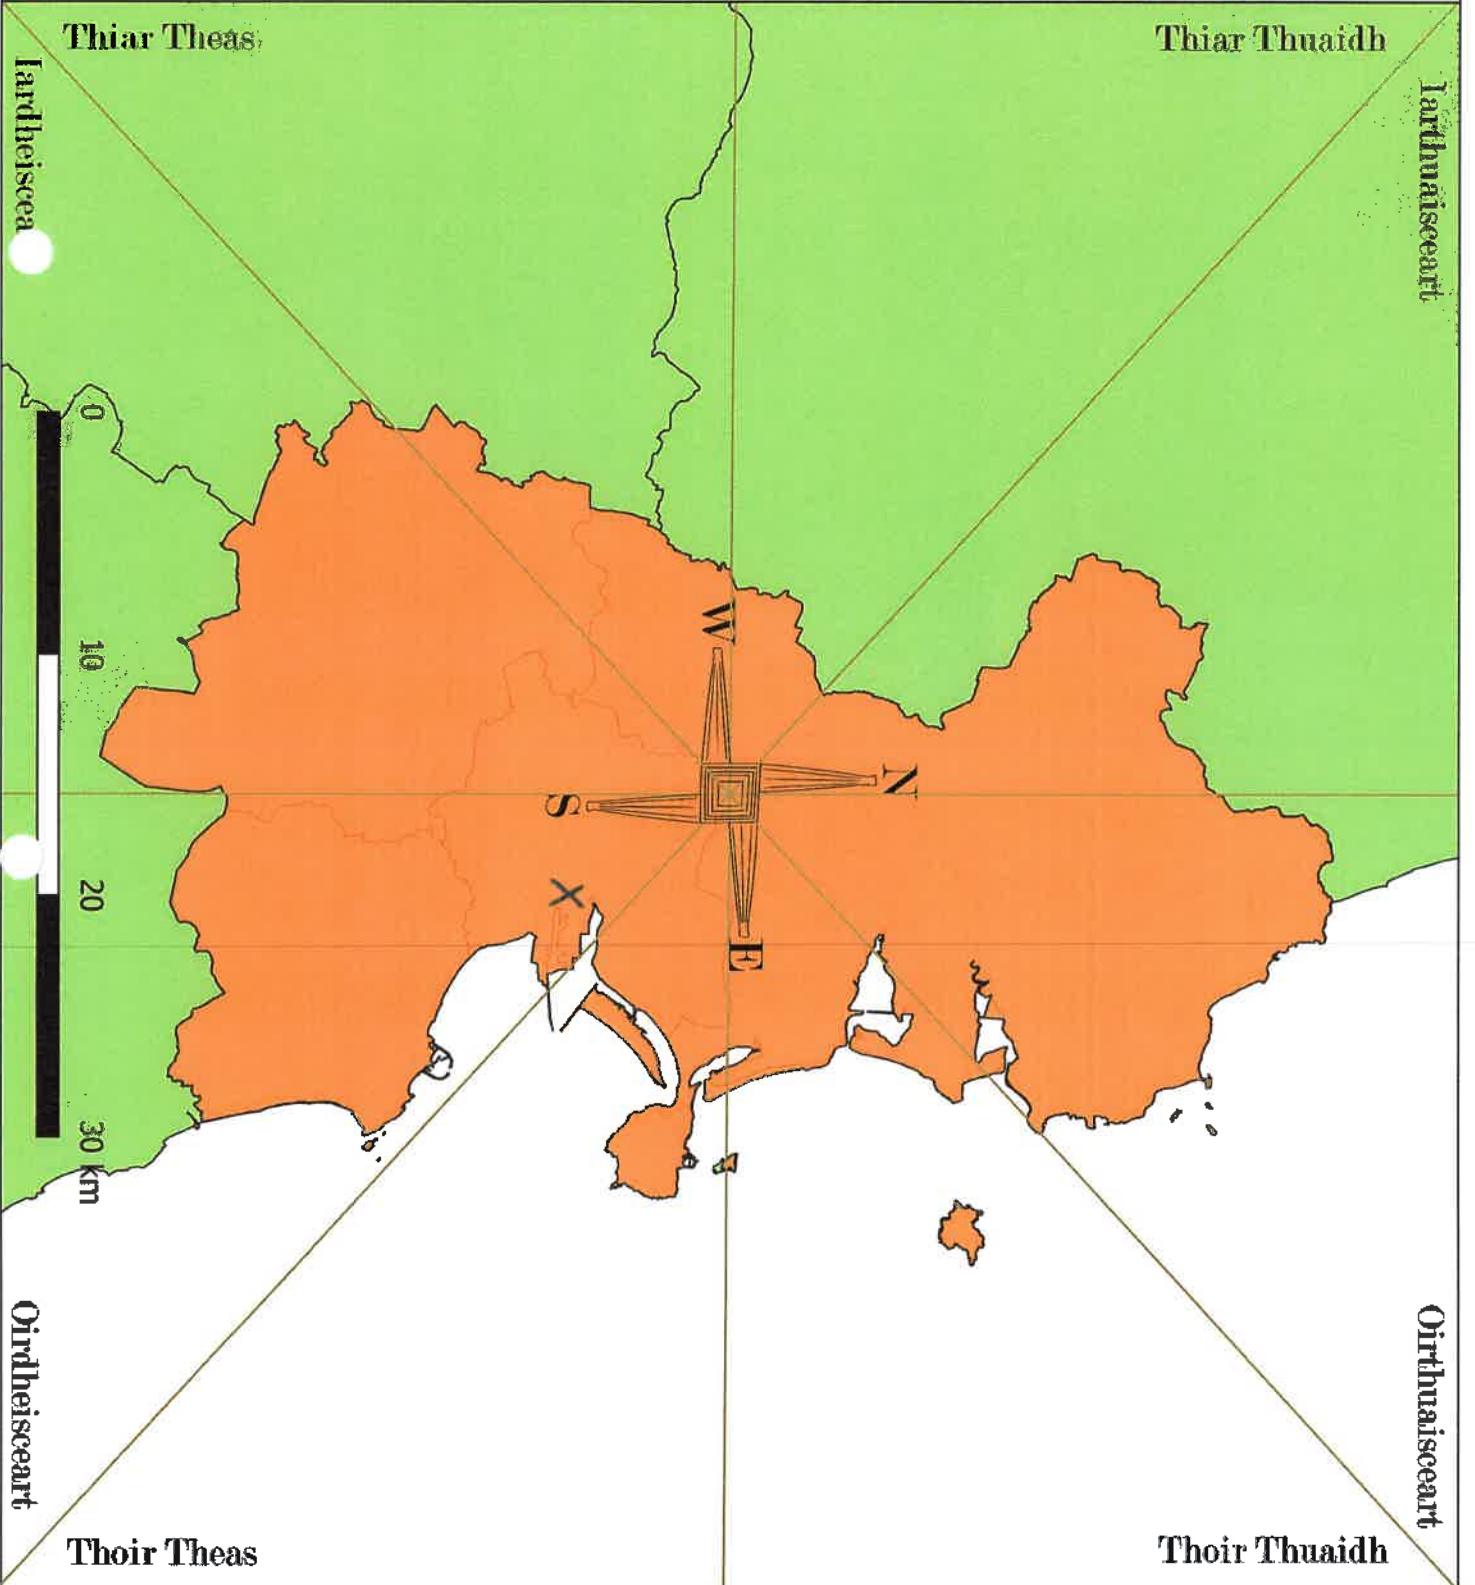 Thiar Theas
Thiar Thuaidh
Iardheiscea
Iarthuaisceart
0
10
20
30 km
W
N
S
E
X
Oirdheisceart
Oirthuaisceart
Thoir Theas
Thoir Thuaidh